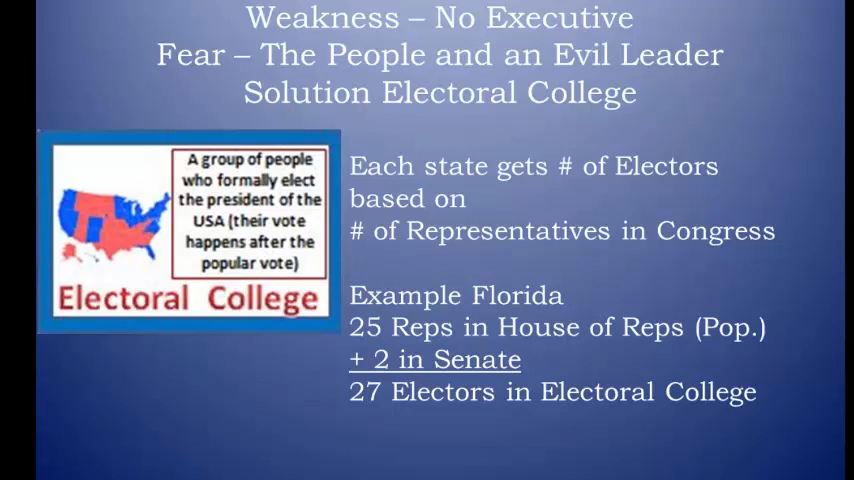 Weakness – No Executive
Fear – The People and an Evil Leader
Solution Electoral College
A group of people
who formally elect
the president of the
USA (their vote
happens after the
popular vote)
Electoral College
Each state gets # of Electors
based on
# of Representatives in Congress
Example Florida
25 Reps in House of Reps (Pop.)
+ 2 in Senate
27 Electors in Electoral College